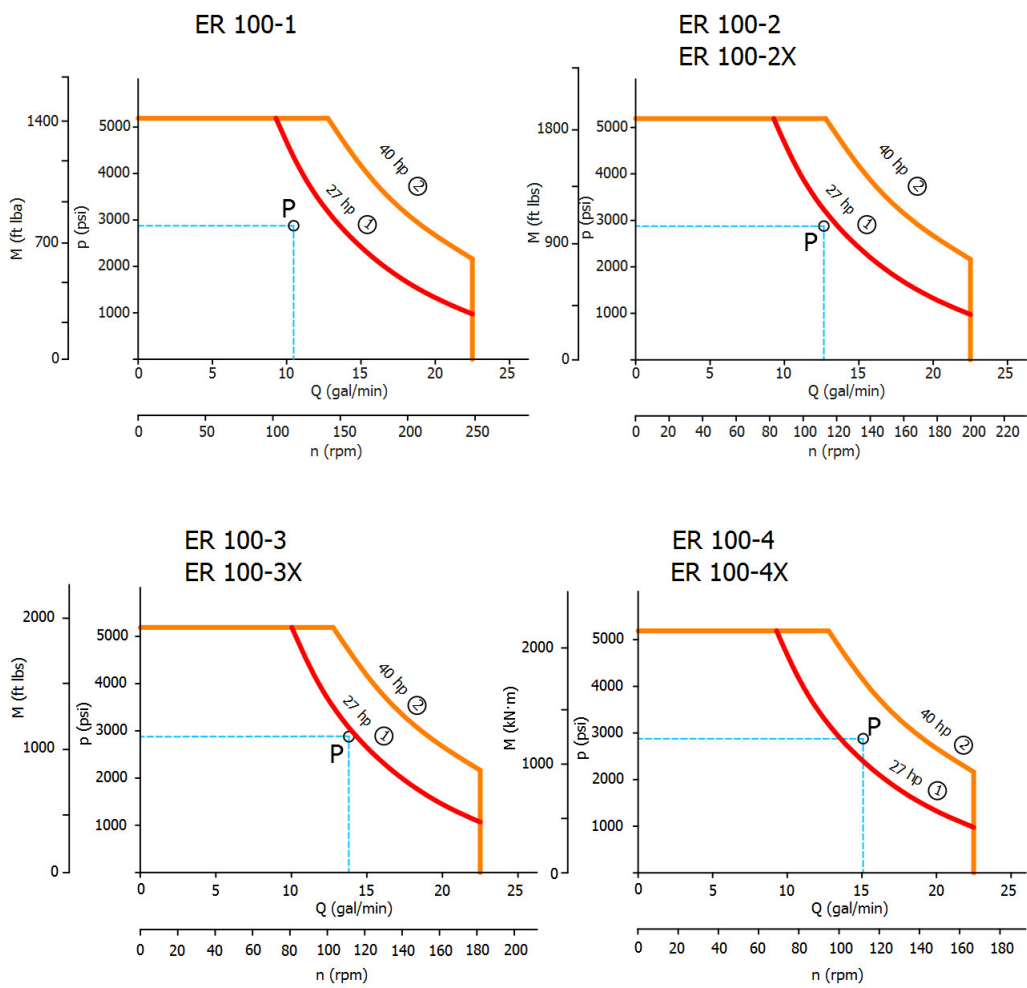 ER 100-1
M (ft lba)
1400
700
0
p (psi)
5000
4000
3000
2000
1000
P
40 hp ②
27 hp ①
0 5 10 15 20 25
Q (gal/min)
0 50 100 150 200 250
n (rpm)
ER 100-2
ER 100-2X
M (ft lbs)
1800
900
0
p (psi)
5000
4000
3000
2000
1000
P
40 hp ②
27 hp ①
0 5 10 15 20 25
Q (gal/min)
0 20 40 60 80 100 120 140 160 180 200 220
n (rpm)
ER 100-3
ER 100-3X
M (ft lbs)
2000
1000
0
p (psi)
5000
4000
3000
2000
1000
P
40 hp ②
27 hp ①
0 5 10 15 20 25
Q (gal/min)
0 20 40 60 80 100 120 140 160 180 200
n (rpm)
ER 100-4
ER 100-4X
M (kN·m)
2000
1000
0
p (psi)
5000
4000
3000
2000
1000
P
40 hp ②
27 hp ①
0 5 10 15 20 25
Q (gal/min)
0 20 40 60 80 100 120 140 160 180
n (rpm)